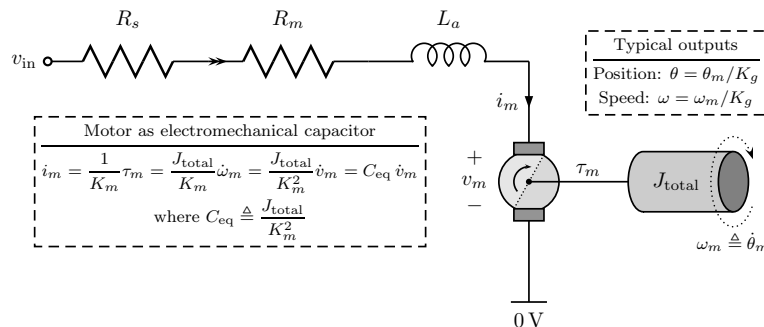 R_s
R_m
L_a
v_in
Typical outputs
Position: θ = θ_m/K_g
Speed: ω = ω_m/K_g
i_m
Motor as electromechanical capacitor
i_m = 1/K_m τ_m = J_total/K_m ω̇_m = J_total/K_m^2 v̇_m = C_eq v̇_m
where C_eq ≜ J_total/K_m^2
+
v_m
−
τ_m
J_total
ω_m ≜ θ̇_m
0 V